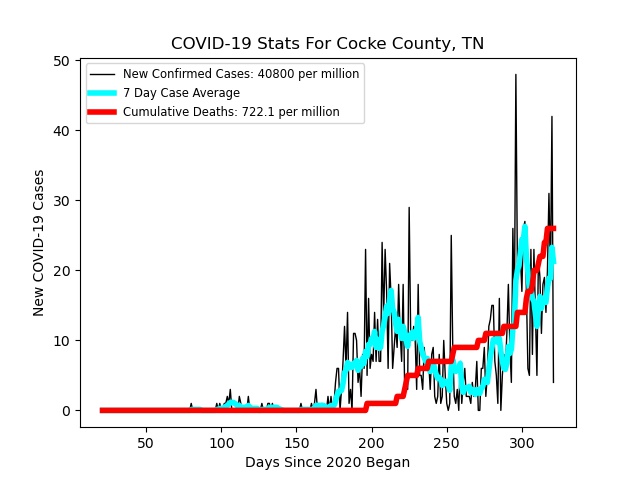 COVID-19 Stats For Cocke County, TN
New Confirmed Cases: 40800 per million
7 Day Case Average
Cumulative Deaths: 722.1 per million
New COVID-19 Cases
50
40
30
20
10
0
50 100 150 200 250 300
Days Since 2020 Began